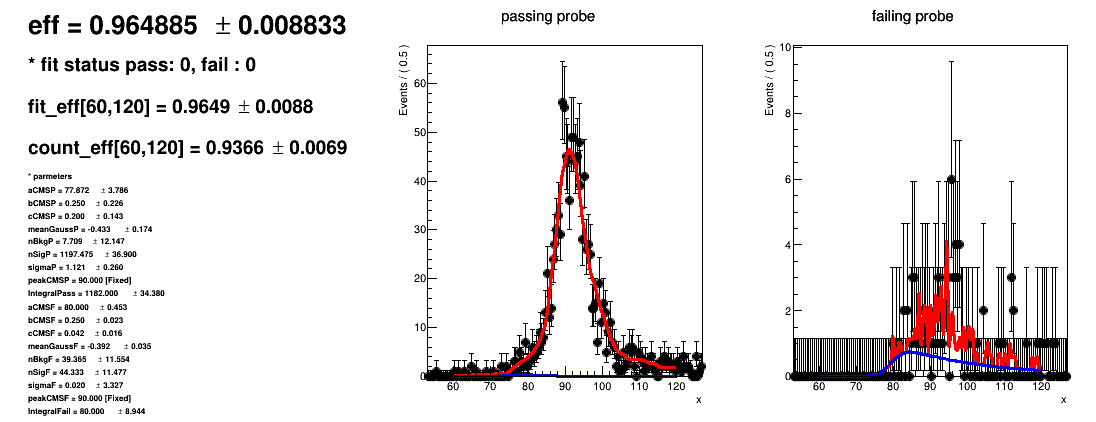 eff = 0.964885 ± 0.008833
* fit status pass: 0, fail : 0
fit_eff[60,120] = 0.9649 ± 0.0088
count_eff[60,120] = 0.9366 ± 0.0069
* parmeters
aCMSP = 77.872 ± 3.786
bCMSP = 0.250 ± 0.226
cCMSP = 0.200 ± 0.143
meanGaussP = -0.433 ± 0.174
nBkgP = 7.709 ± 12.147
nSigP = 1197.475 ± 36.900
sigmaP = 1.121 ± 0.260
peakCMSP = 90.000 [Fixed]
IntegralPass = 1182.000 ± 34.380
aCMSF = 80.000 ± 0.453
bCMSF = 0.250 ± 0.023
cCMSF = 0.042 ± 0.016
meanGaussF = -0.392 ± 0.035
nBkgF = 39.365 ± 11.554
nSigF = 44.333 ± 11.477
sigmaF = 0.020 ± 3.327
peakCMSF = 90.000 [Fixed]
IntegralFail = 80.000 ± 8.944
passing probe
Events / ( 0.5 )
60
50
40
30
20
10
0
60 70 80 90 100 110 120
x
failing probe
Events / ( 0.5 )
10
8
6
4
2
0
60 70 80 90 100 110 120
x